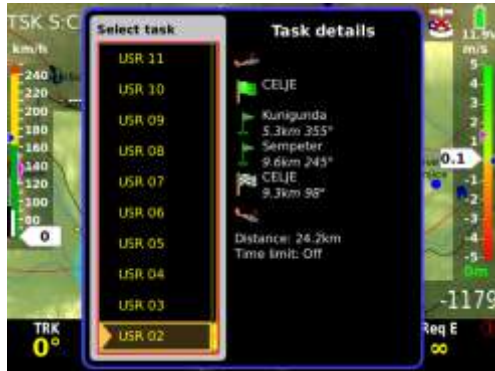 TSK S:C
Select task
Task details
km/h
240
220
200
180
160
140
120
100
80
0
TRK
0°
USR 11
USR 10
USR 09
USR 08
USR 07
USR 06
USR 05
USR 04
USR 03
USR 02
CELJE
Kunigunda
5.3km 355°
Sempeter
9.6km 245°
CELJE
9.3km 98°
Distance: 24.2km
Time limit: Off
m/s
5
4
3
2
1
0.1
-1
-2
-3
-4
-5
0m
-1179
Req E
∞